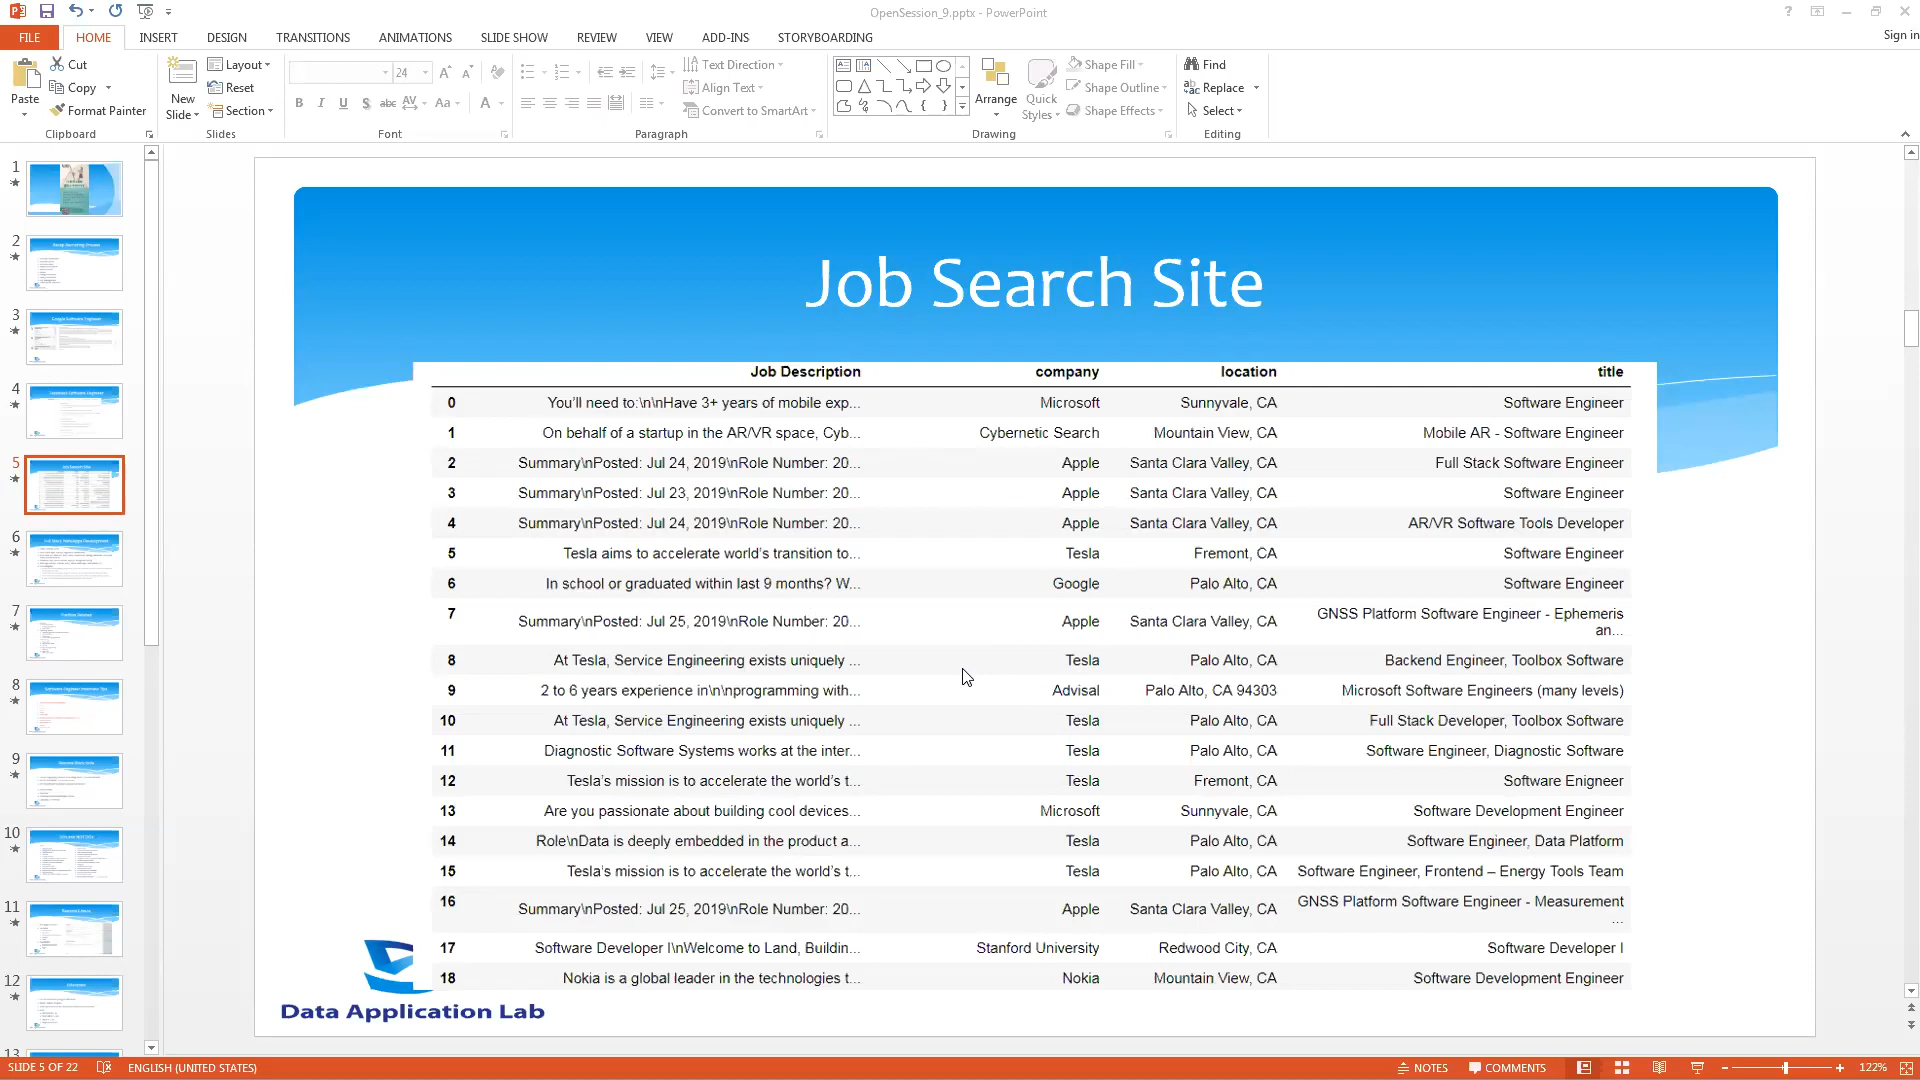 OpenSession_9.pptx - PowerPoint
Sign in
FILE HOME INSERT DESIGN TRANSITIONS ANIMATIONS SLIDE SHOW REVIEW VIEW ADD-INS STORYBOARDING
Paste
Cut
Copy
Format Painter
Clipboard
New Slide
Layout
Reset
Section
Slides
24
Font
Text Direction
Align Text
Convert to SmartArt
Paragraph
Arrange
Quick Styles
Shape Fill
Shape Outline
Shape Effects
Drawing
Find
Replace
Select
Editing
1
2
3
4
5
6
7
8
9
10
11
12
13
Job Search Site
Job Description company location title
0 You’ll need to:\n\nHave 3+ years of mobile exp... Microsoft Sunnyvale, CA Software Engineer
1 On behalf of a startup in the AR/VR space, Cyb... Cybernetic Search Mountain View, CA Mobile AR - Software Engineer
2 Summary\nPosted: Jul 24, 2019\nRole Number: 20... Apple Santa Clara Valley, CA Full Stack Software Engineer
3 Summary\nPosted: Jul 23, 2019\nRole Number: 20... Apple Santa Clara Valley, CA Software Engineer
4 Summary\nPosted: Jul 24, 2019\nRole Number: 20... Apple Santa Clara Valley, CA AR/VR Software Tools Developer
5 Tesla aims to accelerate world’s transition to... Tesla Fremont, CA Software Engineer
6 In school or graduated within last 9 months? W... Google Palo Alto, CA Software Engineer
7 Summary\nPosted: Jul 25, 2019\nRole Number: 20... Apple Santa Clara Valley, CA GNSS Platform Software Engineer - Ephemeris
an...
8 At Tesla, Service Engineering exists uniquely ... Tesla Palo Alto, CA Backend Engineer, Toolbox Software
9 2 to 6 years experience in\n\nprogramming with... Advisal Palo Alto, CA 94303 Microsoft Software Engineers (many levels)
10 At Tesla, Service Engineering exists uniquely ... Tesla Palo Alto, CA Full Stack Developer, Toolbox Software
11 Diagnostic Software Systems works at the inter... Tesla Palo Alto, CA Software Engineer, Diagnostic Software
12 Tesla’s mission is to accelerate the world’s t... Tesla Fremont, CA Software Enigneer
13 Are you passionate about building cool devices... Microsoft Sunnyvale, CA Software Development Engineer
14 Role\nData is deeply embedded in the product a... Tesla Palo Alto, CA Software Engineer, Data Platform
15 Tesla’s mission is to accelerate the world’s t... Tesla Palo Alto, CA Software Engineer, Frontend – Energy Tools Team
16 Summary\nPosted: Jul 25, 2019\nRole Number: 20... Apple Santa Clara Valley, CA GNSS Platform Software Engineer - Measurement
...
17 Software Developer I\nWelcome to Land, Buildin... Stanford University Redwood City, CA Software Developer I
18 Nokia is a global leader in the technologies t... Nokia Mountain View, CA Software Development Engineer
Data Application Lab
SLIDE 5 OF 22 ENGLISH (UNITED STATES) NOTES COMMENTS 122%